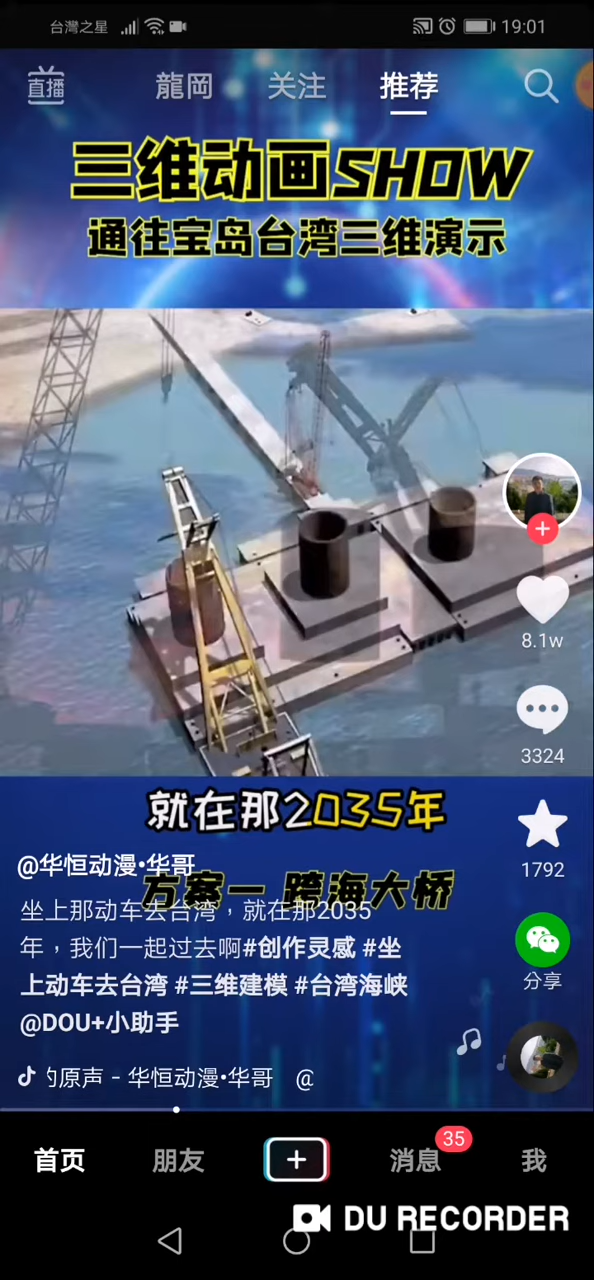 台灣之星
19:01
直播
龍岡 关注 推荐
三维动画SHOW
通往宝岛台湾三维演示
8.1w
3324
就在那2035年
1792
@华恒动漫•华哥
方案一 跨海大桥
坐上那动车去台湾，就在那2035
年，我们一起过去啊#创作灵感 #坐
上动车去台湾 #三维建模 #台湾海峡
@DOU+小助手
分享
的原声 - 华恒动漫•华哥 @
首页 朋友 消息 35 我
DU RECORDER